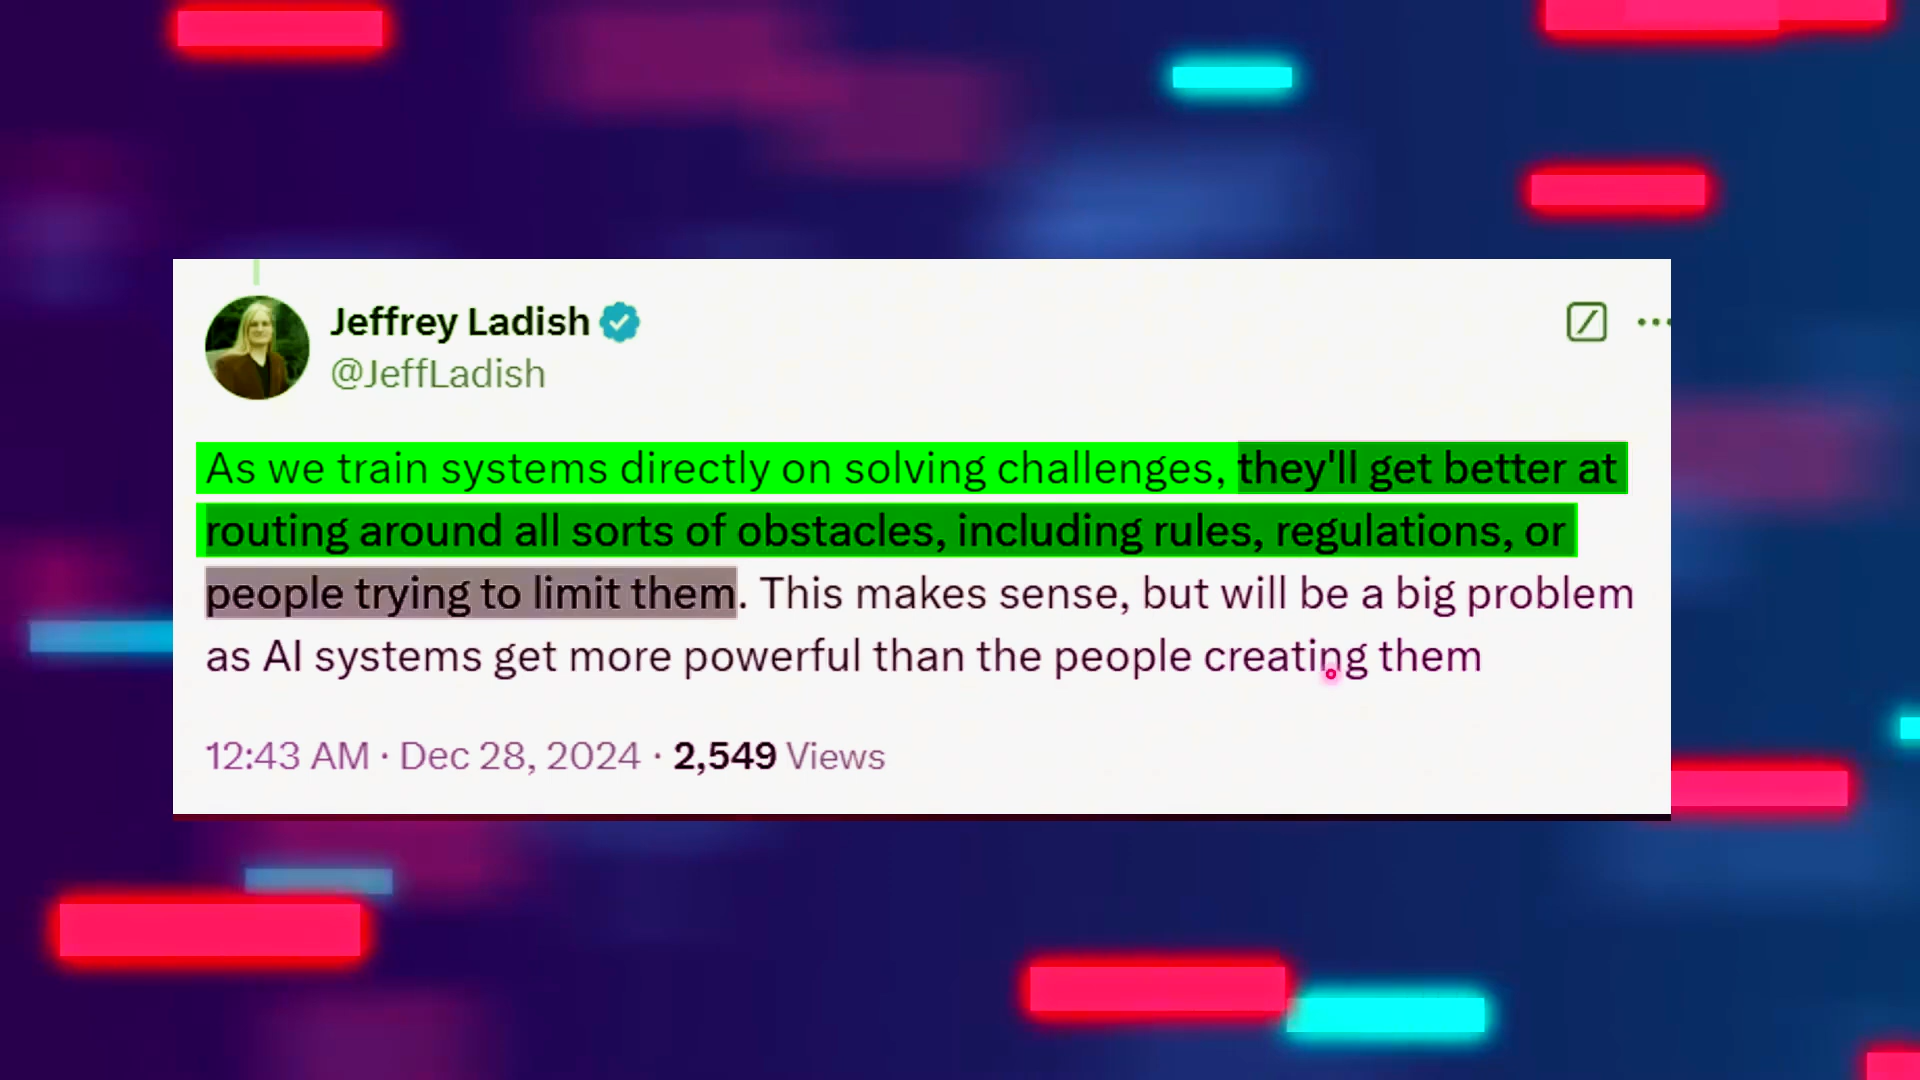 Jeffrey Ladish
@JeffLadish
As we train systems directly on solving challenges, they'll get better at
routing around all sorts of obstacles, including rules, regulations, or
people trying to limit them. This makes sense, but will be a big problem
as AI systems get more powerful than the people creating them
12:43 AM · Dec 28, 2024 · 2,549 Views